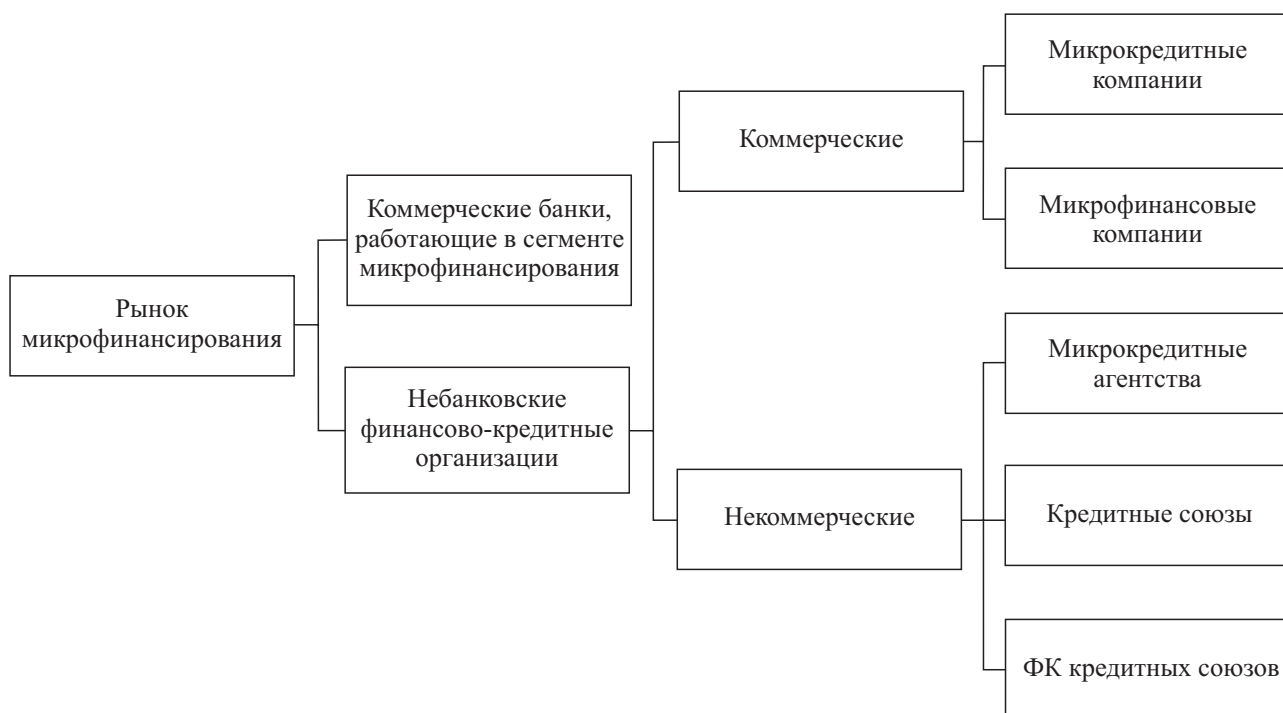 Рынок
микрофинансирования
Коммерческие банки,
работающие в сегменте
микрофинансирования
Небанковские
финансово-кредитные
организации
Коммерческие
Некоммерческие
Микрокредитные
компании
Микрофинансовые
компании
Микрокредитные
агентства
Кредитные союзы
ФК кредитных союзов